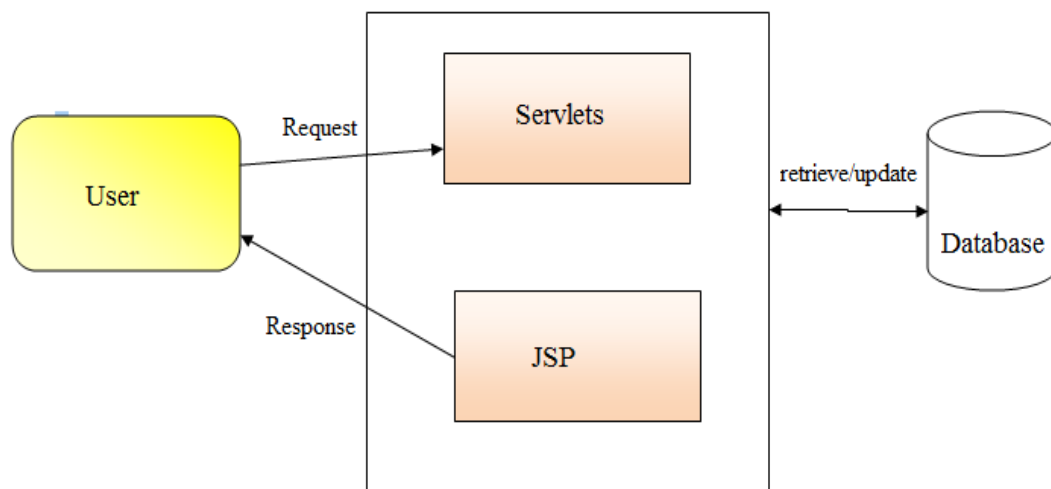 Servlets
Request
retrieve/update
User
Database
Response
JSP